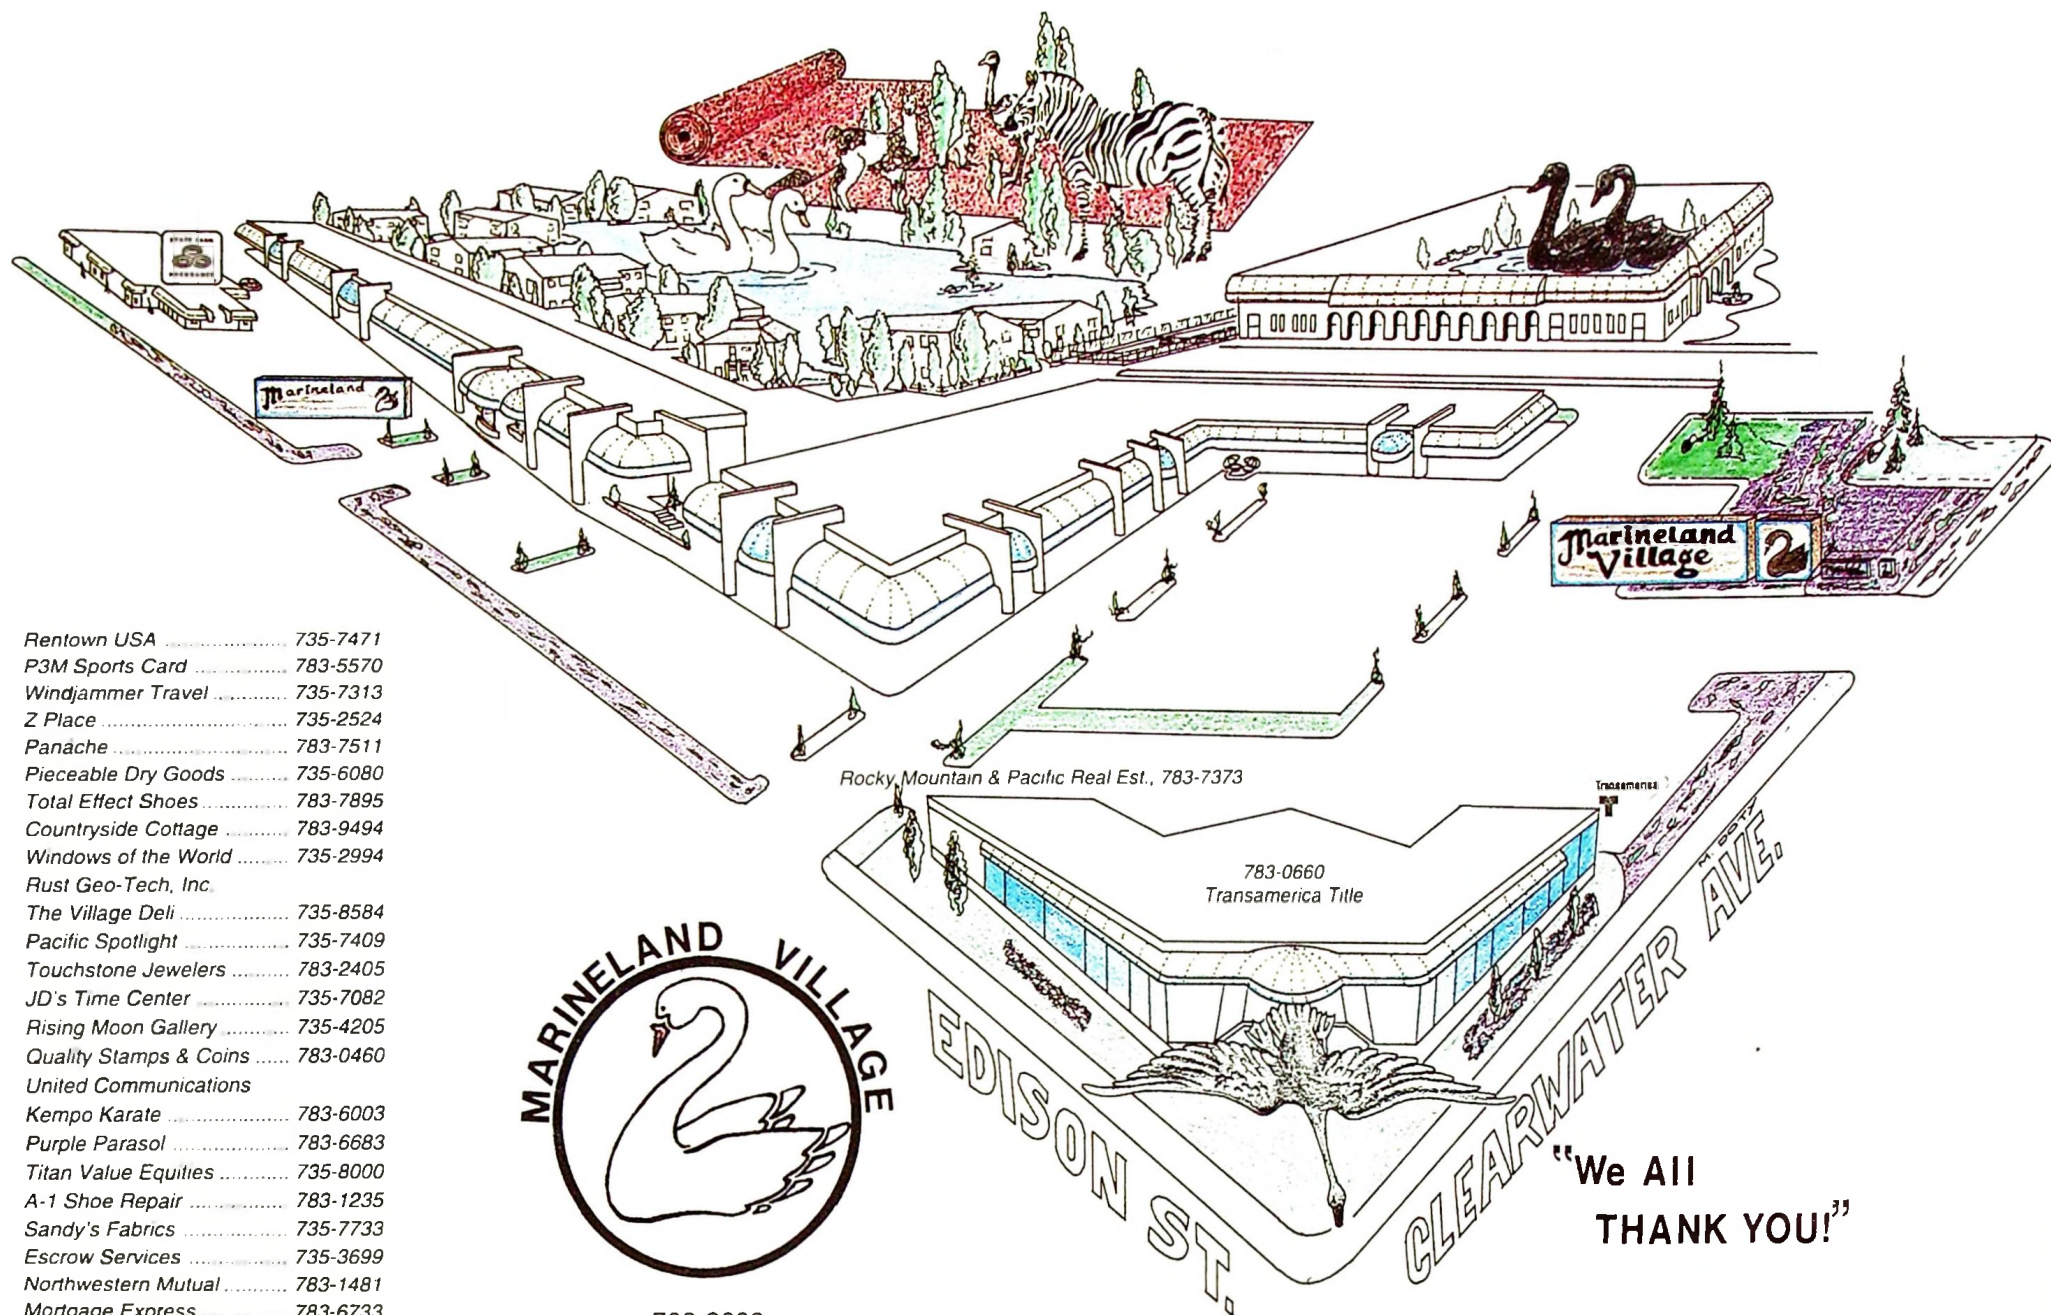 STATE FARM
INSURANCE
Marineland
Marineland
Village
Rentown USA ..................... 735-7471
P3M Sports Card ................ 783-5570
Windjammer Travel ............. 735-7313
Z Place ................................ 735-2524
Panache .............................. 783-7511
Pieceable Dry Goods .......... 735-6080
Total Effect Shoes ............... 783-7895
Countryside Cottage ........... 783-9494
Windows of the World ......... 735-2994
Rust Geo-Tech, Inc.
The Village Deli ................... 735-8584
Pacific Spotlight ................... 735-7409
Touchstone Jewelers .......... 783-2405
JD's Time Center ................ 735-7082
Rising Moon Gallery ............ 735-4205
Quality Stamps & Coins ...... 783-0460
United Communications
Kempo Karate ..................... 783-6003
Purple Parasol .................... 783-6683
Titan Value Equities ............ 735-8000
A-1 Shoe Repair ................. 783-1235
Sandy's Fabrics .................. 735-7733
Escrow Services ................. 735-3699
Northwestern Mutual ........... 783-1481
Mortgage Express ............... 783-6733
Rocky Mountain & Pacific Real Est., 783-7373
Transamerica
T
783-0660
Transamerica Title
M. DOTY
MARINELAND VILLAGE
EDISON ST.
CLEARWATER AVE.
"We All
THANK YOU!"